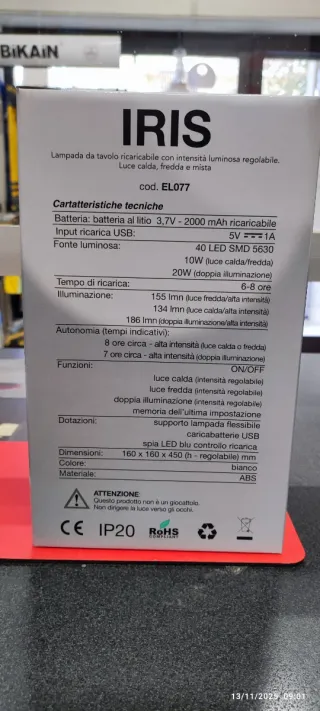 BiKAiN
IRIS
Lampada da tavolo ricaricabile con intensità luminosa regolabile.
Luce calda, fredda e mista
cod. EL077
Cartatteristiche tecniche
Batteria: batteria al litio 3,7V - 2000 mAh ricaricabile
Input ricarica USB: 5V 1A
Fonte luminosa: 40 LED SMD 5630
10W (luce calda/fredda)
20W (doppia illuminazione)
Tempo di ricarica: 6-8 ore
Illuminazione: 155 lmn (luce fredda/alta intensità)
134 lmn (luce calda/alta intensità)
186 lmn (doppia illuminazione/alta intensità)
Autonomia (tempi indicativi):
8 ore circa - alta intensità (luce calda o fredda)
7 ore circa - alta intensità (doppia illuminazione)
Funzioni: ON/OFF
luce calda (intensità regolabile)
luce fredda (intensità regolabile)
doppia illuminazione (intensità regolabile)
memoria dell'ultima impostazione
Dotazioni: supporto lampada flessibile
caricabatterie USB
spia LED blu controllo ricarica
Dimensioni: 160 x 160 x 450 (h - regolabile) mm
Colore: bianco
Materiale: ABS
ATTENZIONE:
Questo prodotto non è un giocattolo.
Non dirigere la luce verso gli occhi.
CE IP20 RoHS
COMPLIANT
13/11/2025 09:01